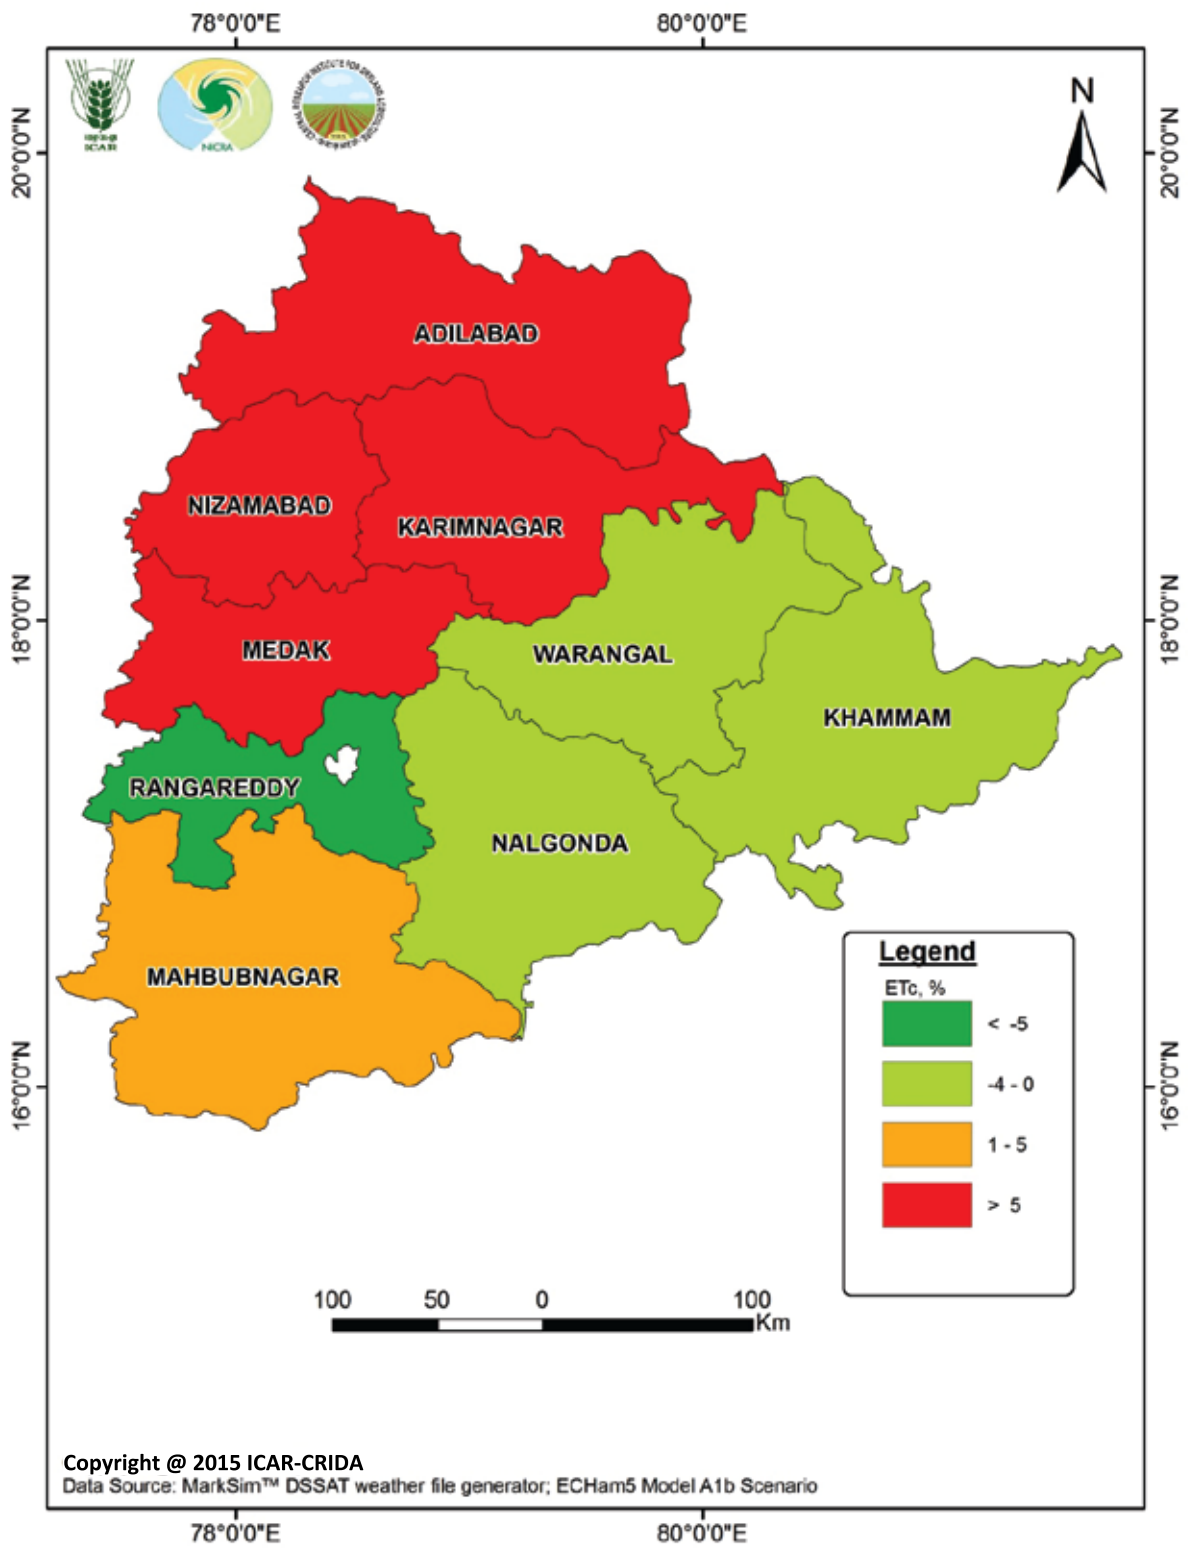 78°0'0"E 80°0'0"E
ICAR
NICRA
N
20°0'0"N 20°0'0"N
ADILABAD
NIZAMABAD
KARIMNAGAR
18°0'0"N 18°0'0"N
MEDAK
WARANGAL
KHAMMAM
RANGAREDDY
NALGONDA
MAHBUBNAGAR
Legend
ETc, %
< -5
-4 - 0
1 - 5
> 5
16°0'0"N 16°0'0"N
100 50 0 100
Km
Copyright @ 2015 ICAR-CRIDA
Data Source: MarkSim™ DSSAT weather file generator; ECHam5 Model A1b Scenario
78°0'0"E 80°0'0"E